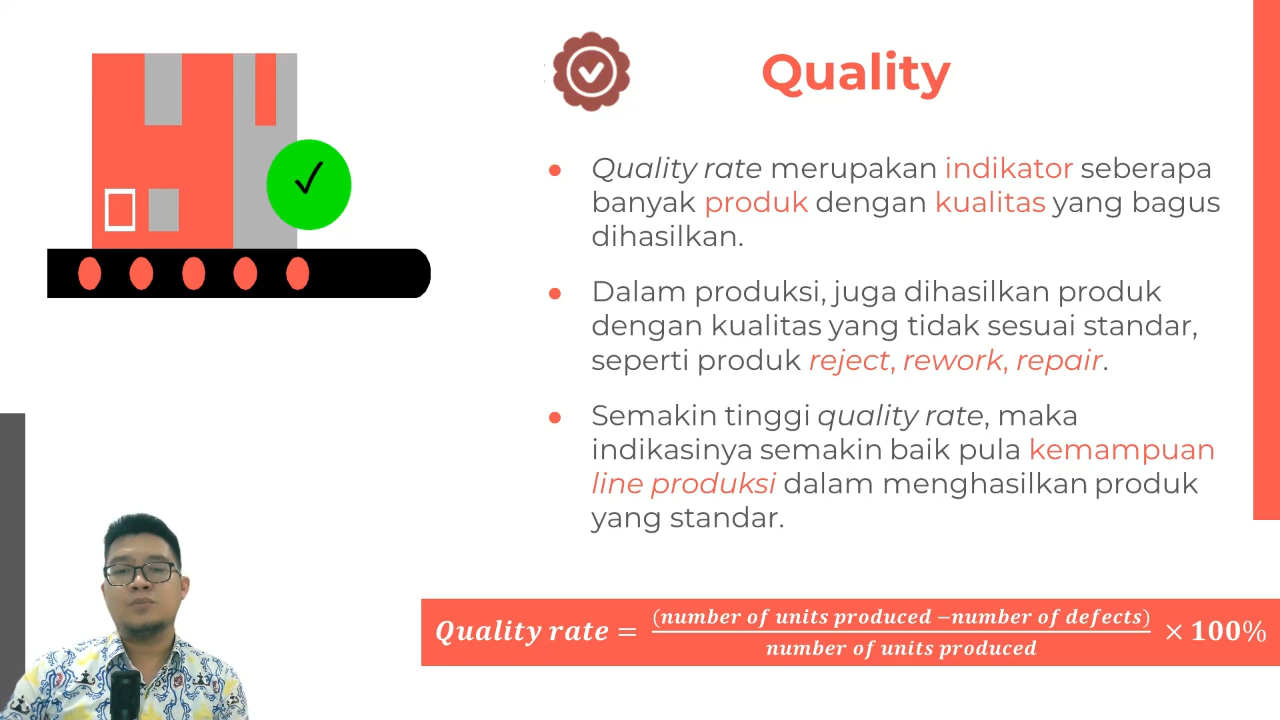 Quality
• Quality rate merupakan indikator seberapa
banyak produk dengan kualitas yang bagus
dihasilkan.
• Dalam produksi, juga dihasilkan produk
dengan kualitas yang tidak sesuai standar,
seperti produk reject, rework, repair.
• Semakin tinggi quality rate, maka
indikasinya semakin baik pula kemampuan
line produksi dalam menghasilkan produk
yang standar.
Quality rate = (number of units produced −number of defects) / number of units produced × 100%